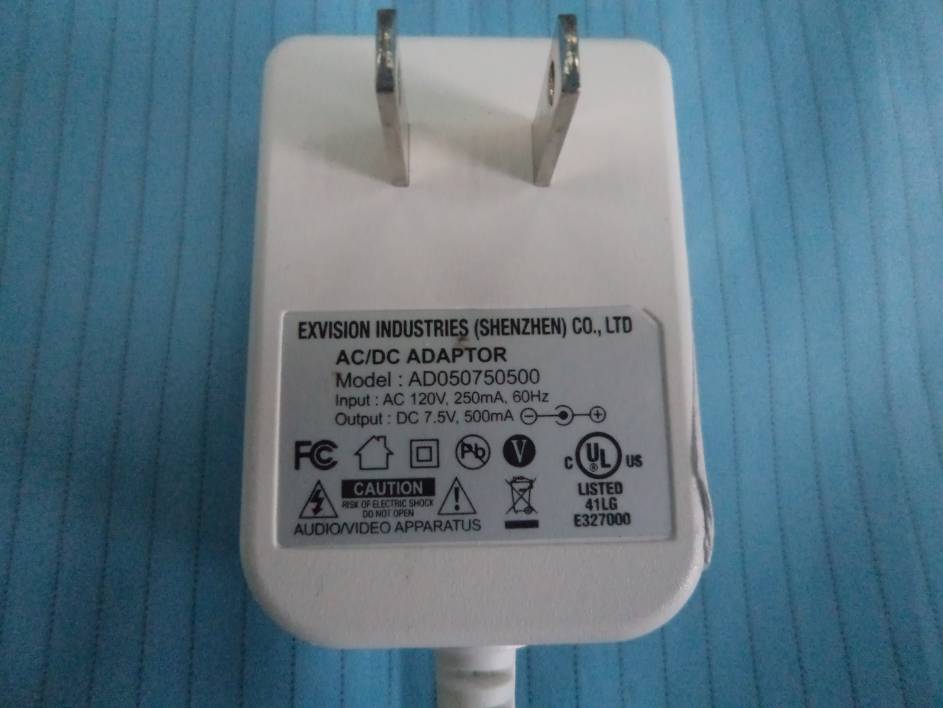 EXVISION INDUSTRIES (SHENZHEN) CO., LTD
AC/DC ADAPTOR
Model : AD050750500
Input : AC 120V, 250mA, 60Hz
Output : DC 7.5V, 500mA
FC
Pb
V
C UL US
®
LISTED
41LG
E327000
CAUTION
RISK OF ELECTRIC SHOCK
DO NOT OPEN
AUDIO/VIDEO APPARATUS